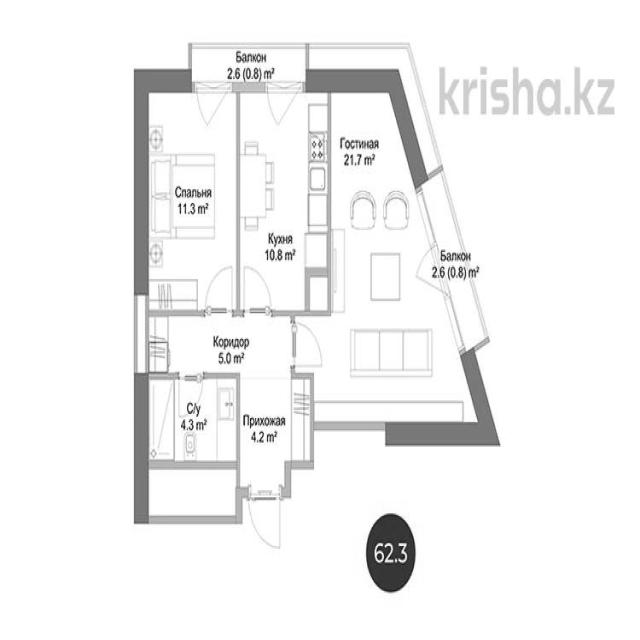 Балкон
2.6 (0.8) m²
krisha.kz
Гостиная
21.7 m²
Спальня
11.3 m²
Кухня
10.8 m²
Балкон
2.6 (0.8) m²
Коридор
5.0 m²
С/у
4.3 m²
Прихожая
4.2 m²
62.3